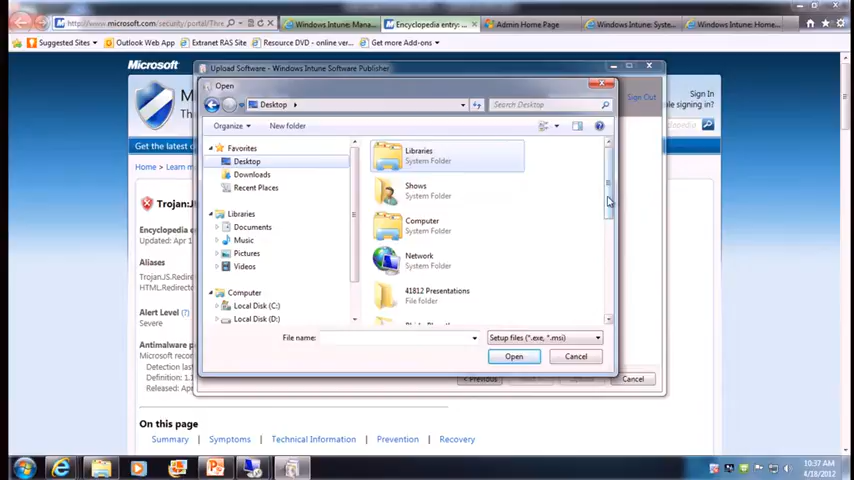 http://www.microsoft.com/security/portal/Thre
Windows Intune: Mana...
Encyclopedia entry: ...
Admin Home Page
Windows Intune: Syste...
Windows Intune: Home...
Suggested Sites
Outlook Web App
Extranet RAS Site
Resource DVD - online ver...
Get more Add-ons
Microsoft
Upload Software - Windows Intune Software Publisher
Open
Sign In
Sign Out
Desktop
Search Desktop
Organize
New folder
Get the latest
Home
Learn m
Favorites
Desktop
Downloads
Recent Places
Libraries
Documents
Music
Pictures
Videos
Computer
Local Disk (C:)
Local Disk (D:)
Libraries
System Folder
Shows
System Folder
Computer
System Folder
Network
System Folder
41812 Presentations
File folder
Trojan:J
Encyclopedia entry
Updated: Apr 1
Aliases
Trojan.JS.Redire
HTML.Redirecto
Alert Level (?)
Severe
Antimalware p
Microsoft recom
Detection last
Definition: 1.1
Released: Apr
File name:
Setup files (*.exe, *.msi)
Open
Cancel
Previous
Cancel
On this page
Summary
Symptoms
Technical Information
Prevention
Recovery
10:37 AM
4/18/2012